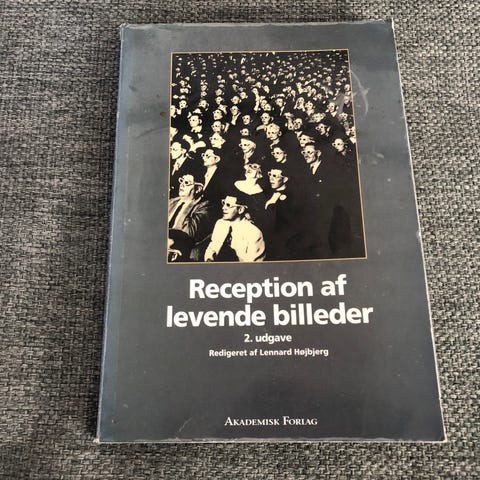 Reception af
levende billeder
2. udgave
Redigeret af Lennard Højbjerg
AKADEMISK FORLAG